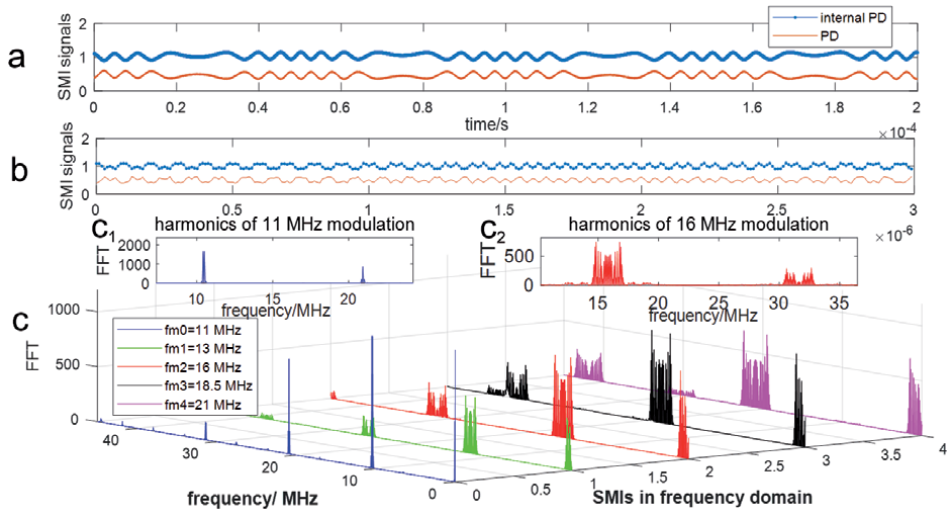 a
SMI signals
2
1
0
internal PD
PD
0 0.2 0.4 0.6 0.8 1 1.2 1.4 1.6 1.8 2
time/s
×10⁻⁴
b
SMI signals
2
1
0
0 0.5 1 1.5 2 2.5 3
×10⁻⁶
C₁
harmonics of 11 MHz modulation
FFT
2000
1000
0
10 15 20
frequency/MHz
C₂
harmonics of 16 MHz modulation
FFT
500
0
15 20 25 30 35
frequency/MHz
c
FFT
1000
500
0
fm0=11 MHz
fm1=13 MHz
fm2=16 MHz
fm3=18.5 MHz
fm4=21 MHz
40 30 20 10 0
frequency/ MHz
0 0.5 1 1.5 2 2.5 3 3.5 4
SMIs in frequency domain